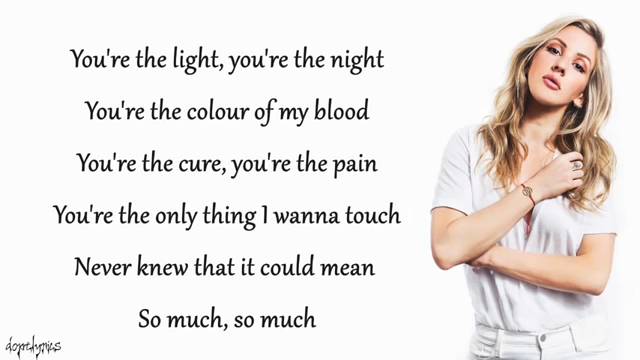 You're the light, you're the night
You're the colour of my blood
You're the cure, you're the pain
You're the only thing I wanna touch
Never knew that it could mean
So much, so much
dopelyrics